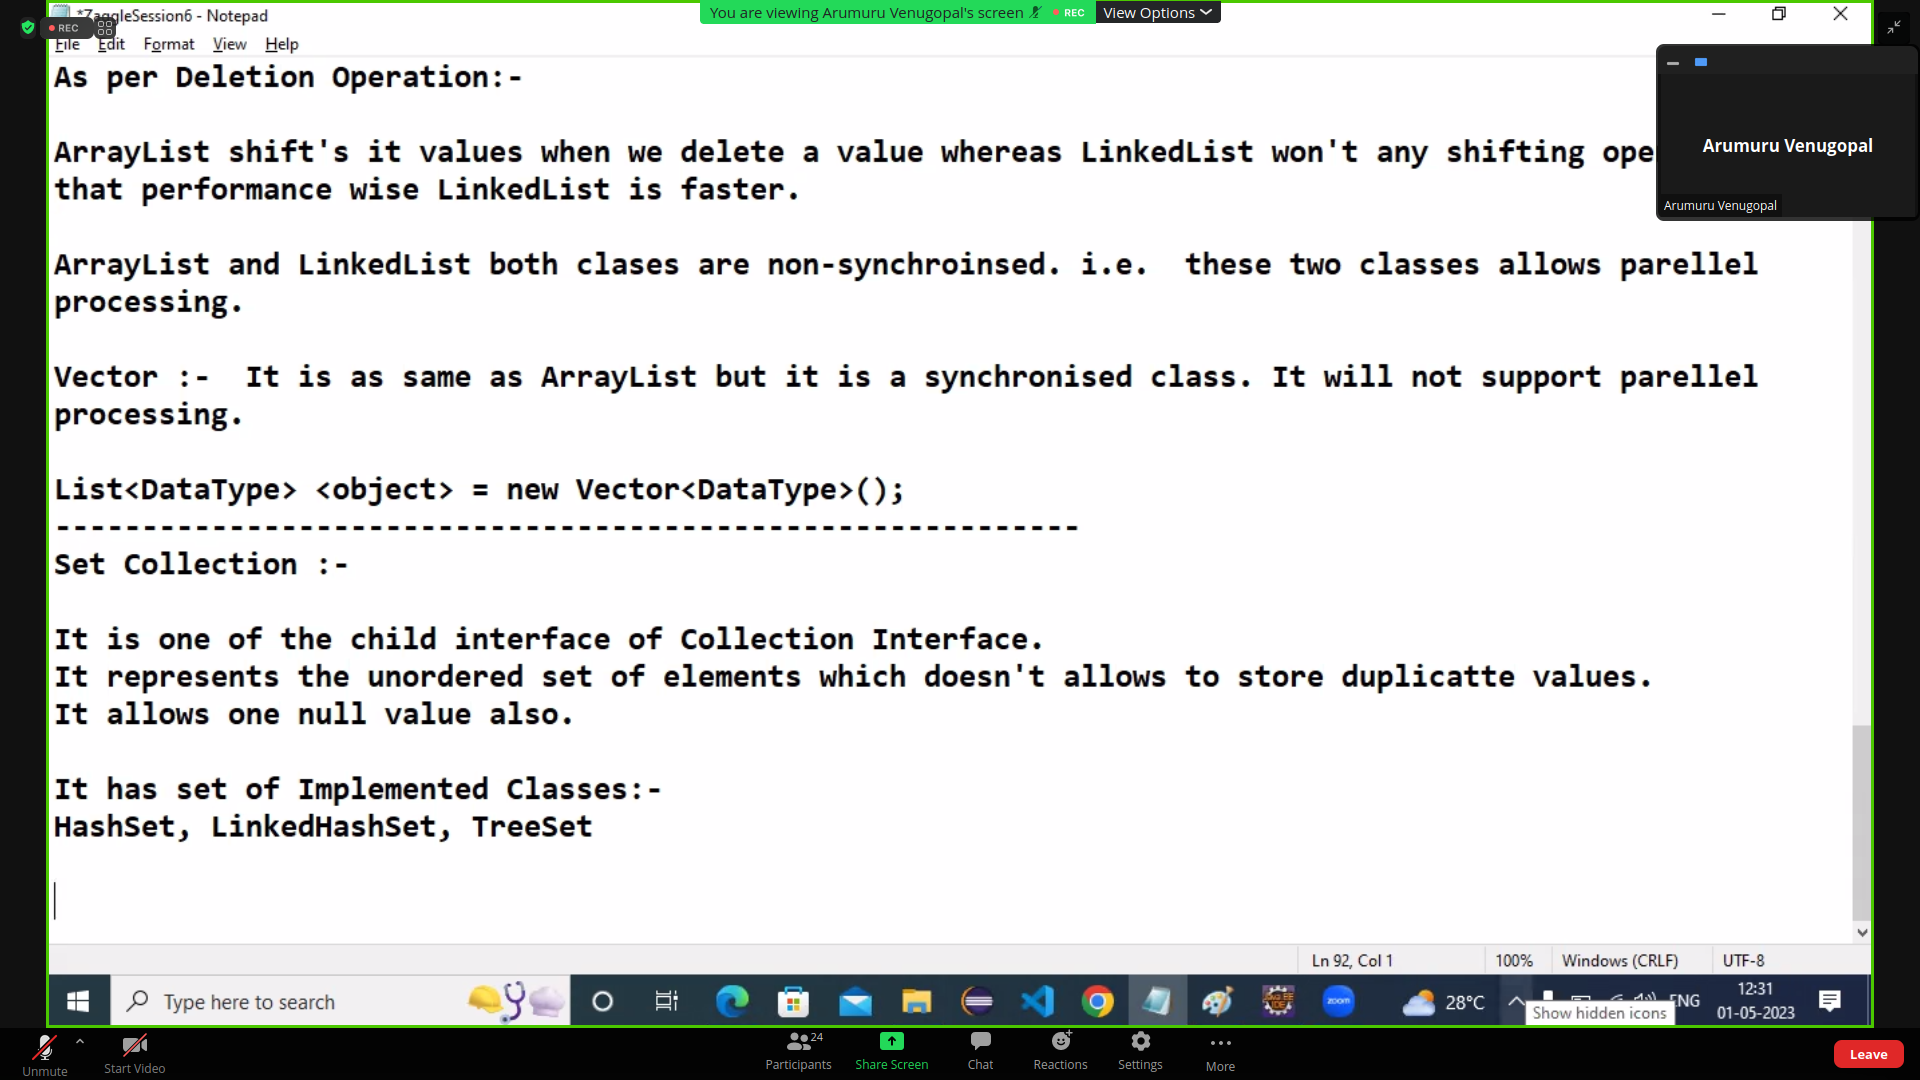 *ZaggleSession6 - Notepad
You are viewing Arumuru Venugopal's screen
REC
View Options
REC
File Edit Format View Help
As per Deletion Operation:-
ArrayList shift's it values when we delete a value whereas LinkedList won't any shifting ope
that performance wise LinkedList is faster.
Arumuru Venugopal
Arumuru Venugopal
ArrayList and LinkedList both clases are non-synchroinsed. i.e.  these two classes allows parellel
processing.
Vector :-  It is as same as ArrayList but it is a synchronised class. It will not support parellel
processing.
List<DataType> <object> = new Vector<DataType>();
-----------------------------------------------------------
Set Collection :-
It is one of the child interface of Collection Interface.
It represents the unordered set of elements which doesn't allows to store duplicatte values.
It allows one null value also.
It has set of Implemented Classes:-
HashSet, LinkedHashSet, TreeSet
Ln 92, Col 1
100%
Windows (CRLF)
UTF-8
Type here to search
zoom
28°C
ENG
12:31
01-05-2023
Show hidden icons
Unmute
Start Video
24
Participants
Share Screen
Chat
Reactions
Settings
More
Leave